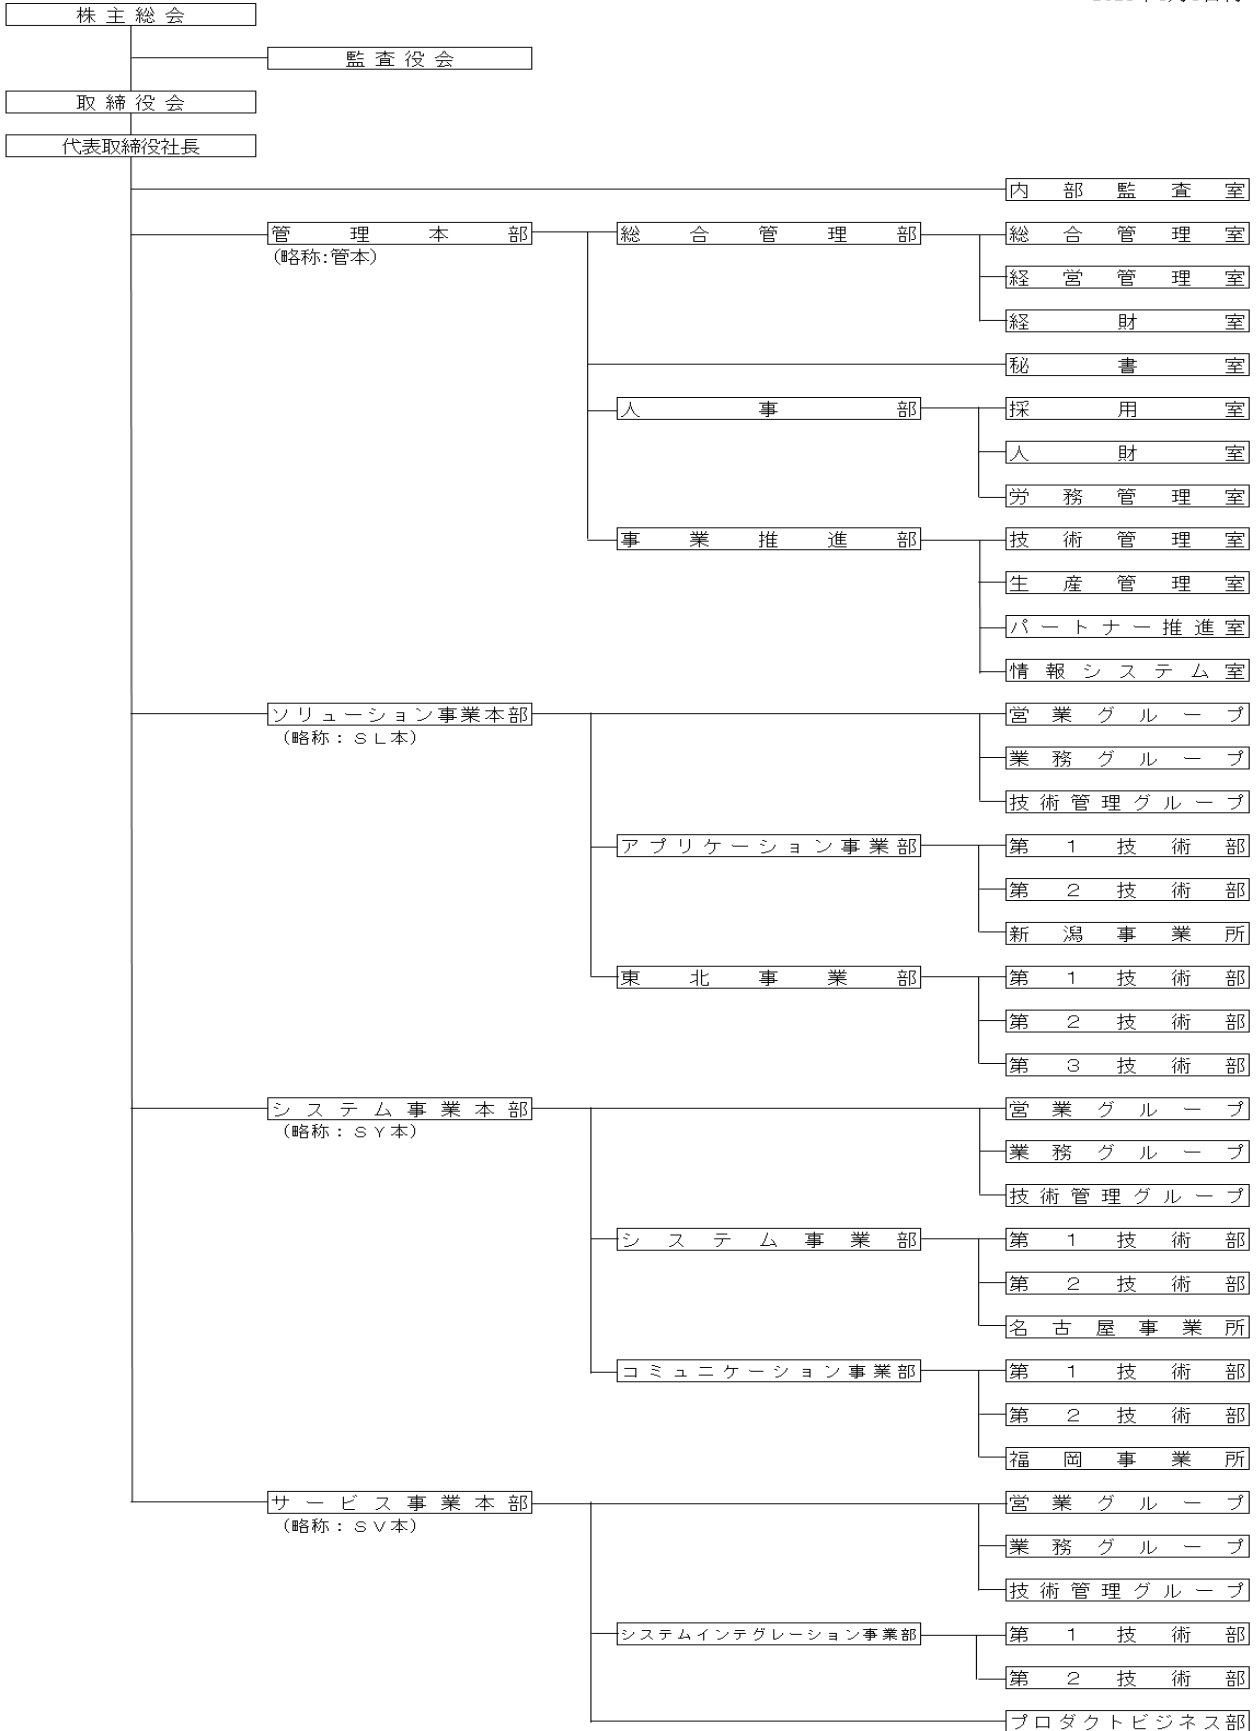 株主総会
監査役会
取締役会
代表取締役社長
内部監査室
管理本部 総合管理部 総合管理室
(略称:管本)
経営管理室
経財室
秘書室
人事部 採用室
人財室
労務管理室
事業推進部 技術管理室
生産管理室
パートナー推進室
情報システム室
ソリューション事業本部 営業グループ
(略称：ＳＬ本)
業務グループ
技術管理グループ
アプリケーション事業部 第１技術部
第２技術部
新潟事業所
東北事業部 第１技術部
第２技術部
第３技術部
システム事業本部 営業グループ
(略称：ＳＹ本)
業務グループ
技術管理グループ
システム事業部 第１技術部
第２技術部
名古屋事業所
コミュニケーション事業部 第１技術部
第２技術部
福岡事業所
サービス事業本部 営業グループ
(略称：ＳＶ本)
業務グループ
技術管理グループ
システムインテグレーション事業部 第１技術部
第２技術部
プロダクトビジネス部